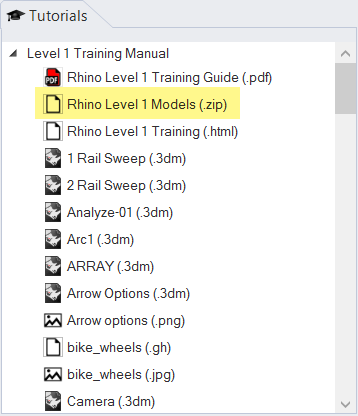 Tutorials
Level 1 Training Manual
PDF
Rhino Level 1 Training Guide (.pdf)
Rhino Level 1 Models (.zip)
Rhino Level 1 Training (.html)
1 Rail Sweep (.3dm)
2 Rail Sweep (.3dm)
Analyze-01 (.3dm)
Arc1 (.3dm)
ARRAY (.3dm)
Arrow Options (.3dm)
Arrow options (.png)
bike_wheels (.gh)
bike_wheels (.jpg)
Camera (.3dm)